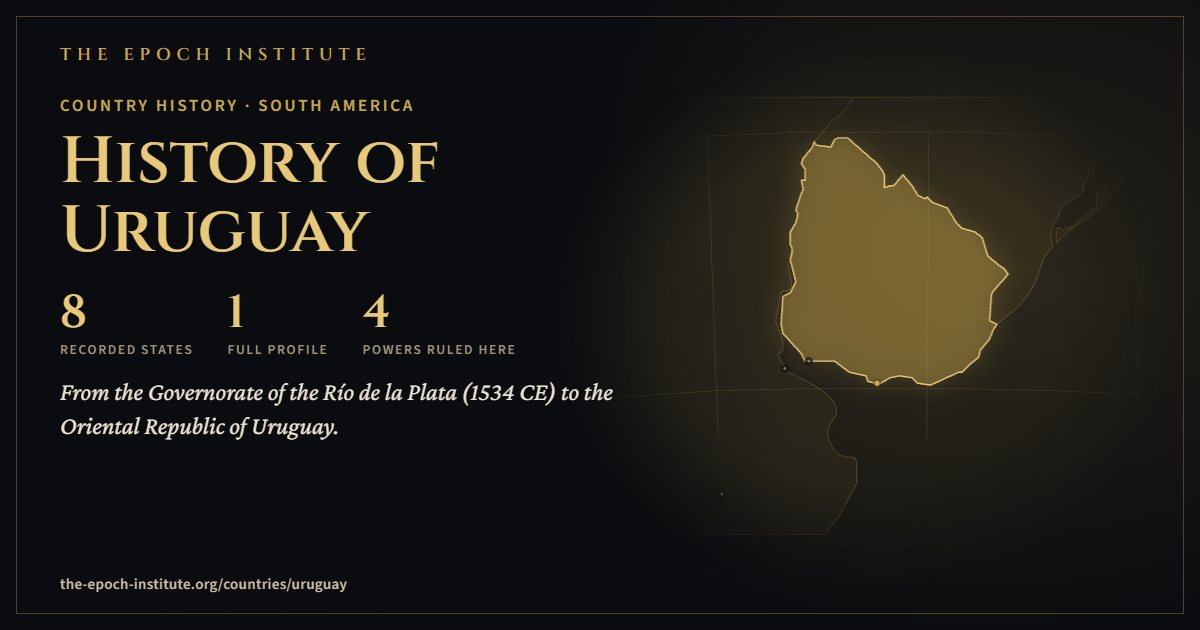 THE EPOCH INSTITUTE
COUNTRY HISTORY · SOUTH AMERICA
HISTORY OF
URUGUAY
8 1 4
RECORDED STATES FULL PROFILE POWERS RULED HERE
From the Governorate of the Río de la Plata (1534 CE) to the
Oriental Republic of Uruguay.
the-epoch-institute.org/countries/uruguay